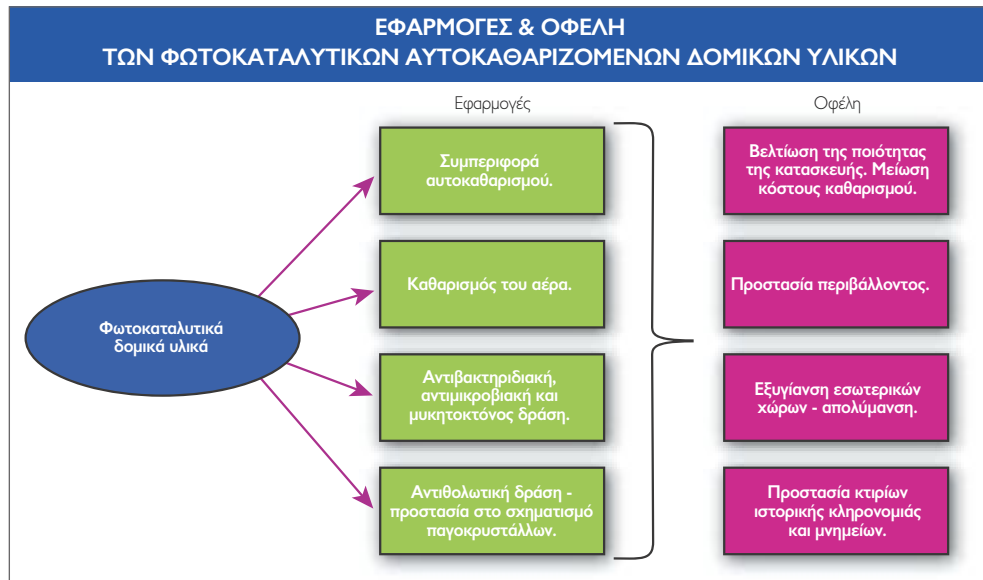 ΕΦΑΡΜΟΓΕΣ & ΟΦΕΛΗ
ΤΩΝ ΦΩΤΟΚΑΤΑΛΥΤΙΚΩΝ ΑΥΤΟΚΑΘΑΡΙΖΟΜΕΝΩΝ ΔΟΜΙΚΩΝ ΥΛΙΚΩΝ
Εφαρμογές
Οφέλη
Φωτοκαταλυτικά
δομικά υλικά
Συμπεριφορά
αυτοκαθαρισμού.
Καθαρισμός του αέρα.
Αντιβακτηριδιακή,
αντιμικροβιακή και
μυκητοκτόνος δράση.
Αντιθολωτική δράση -
προστασία στο σχηματισμό
παγοκρυστάλλων.
Βελτίωση της ποιότητας
της κατασκευής. Μείωση
κόστους καθαρισμού.
Προστασία περιβάλλοντος.
Εξυγίανση εσωτερικών
χώρων - απολύμανση.
Προστασία κτιρίων
ιστορικής κληρονομιάς
και μνημείων.